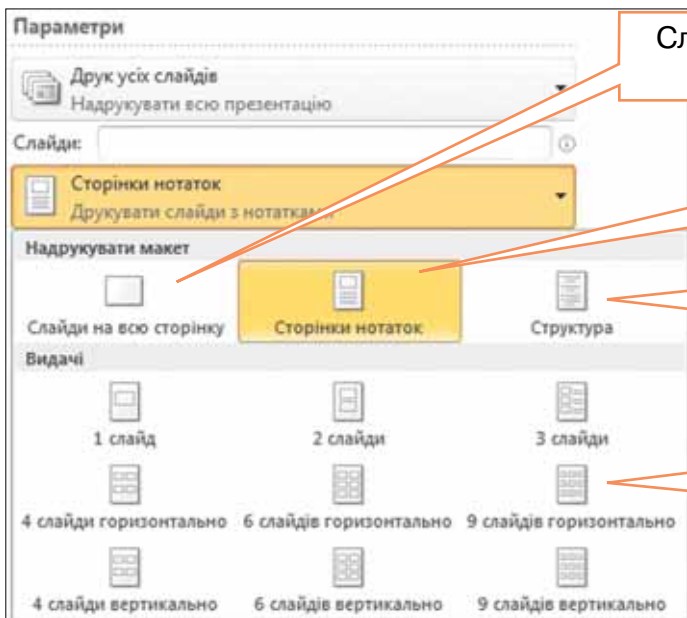 Параметри
Сл
Друк усіх слайдів
Надрукувати всю презентацію
Слайди:
Сторінки нотаток
Друкувати слайди з нотатками
Надрукувати макет
Слайди на всю сторінку Сторінки нотаток Структура
Видачі
1 слайд 2 слайди 3 слайди
4 слайди горизонтально 6 слайдів горизонтально 9 слайдів горизонтально
4 слайди вертикально 6 слайдів вертикально 9 слайдів вертикально